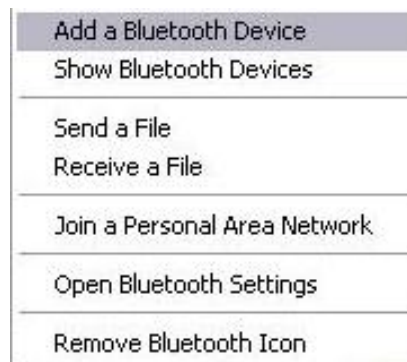 Add a Bluetooth Device
Show Bluetooth Devices
Send a File
Receive a File
Join a Personal Area Network
Open Bluetooth Settings
Remove Bluetooth Icon